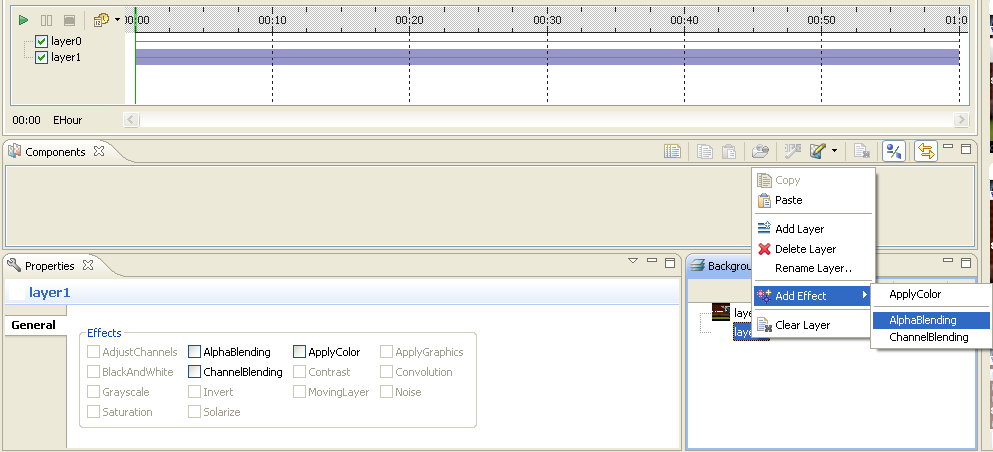 00:00 00:10 00:20 00:30 00:40 00:50 01:0
layer0
layer1
00:00 EHour
Components
Copy
Paste
Add Layer
Delete Layer
Rename Layer..
Add Effect
Clear Layer
ApplyColor
AlphaBlending
ChannelBlending
Properties
layer1
General
Effects
AdjustChannels AlphaBlending ApplyColor ApplyGraphics
BlackAndWhite ChannelBlending Contrast Convolution
Grayscale Invert MovingLayer Noise
Saturation Solarize
Backgrou
laye
laye